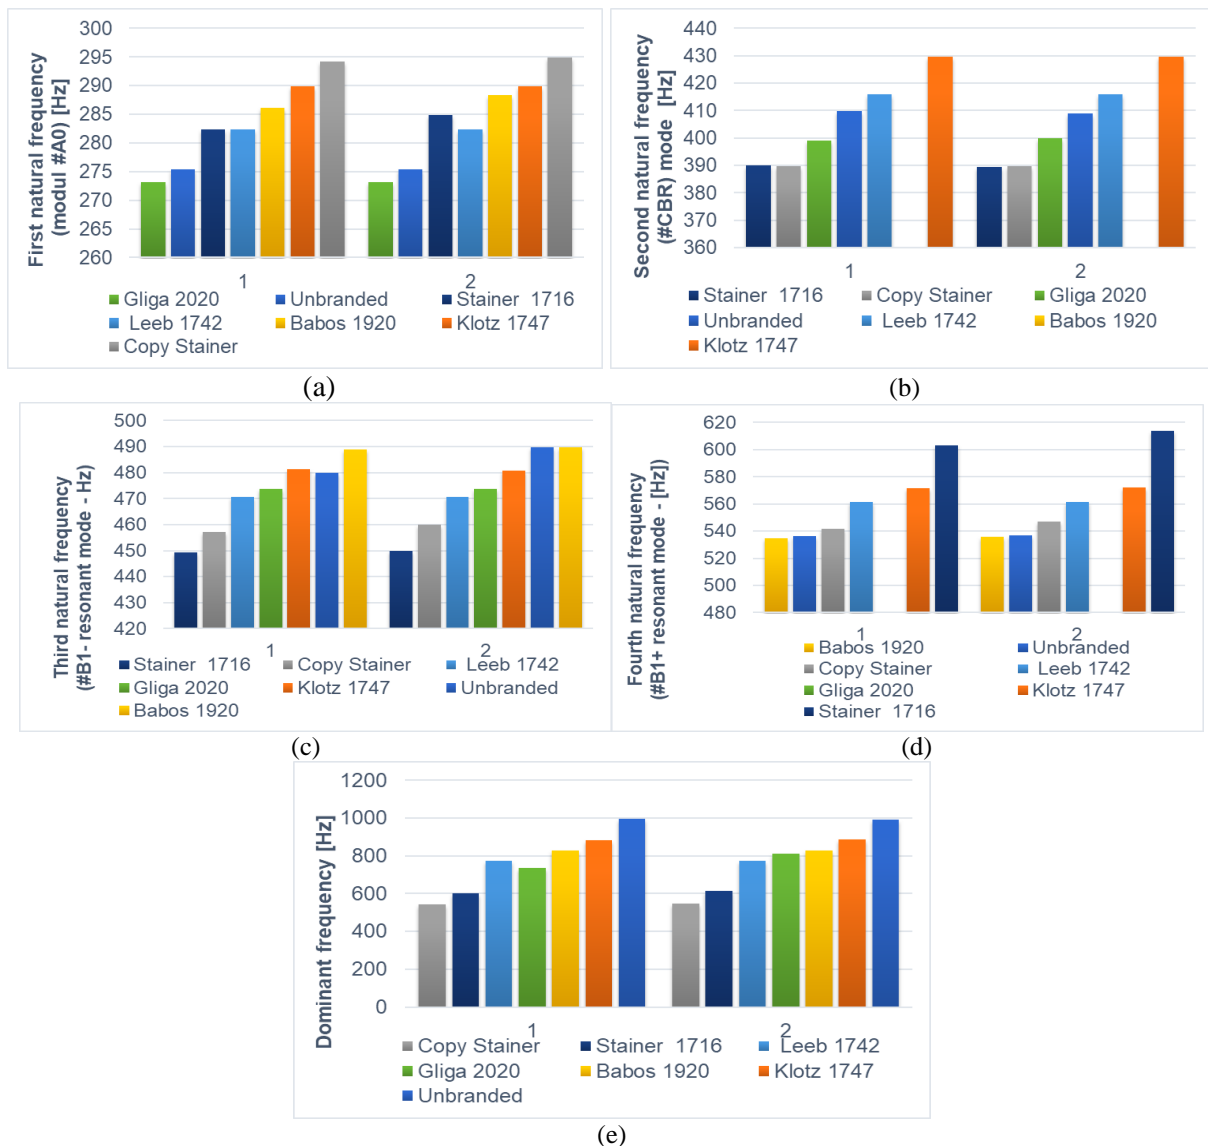 First natural frequency
(modul #A0) [Hz]
300
295
290
285
280
275
270
265
260
1
2
Gliga 2020
Unbranded
Stainer 1716
Leeb 1742
Babos 1920
Klotz 1747
Copy Stainer
(a)
Second natural frequency
(#CBR) mode [Hz]
440
430
420
410
400
390
380
370
360
1
2
Stainer 1716
Copy Stainer
Gliga 2020
Unbranded
Leeb 1742
Babos 1920
Klotz 1747
(b)
Third natural frequency
(#B1- resonant mode - Hz)
500
490
480
470
460
450
440
430
420
1
2
Stainer 1716
Copy Stainer
Leeb 1742
Gliga 2020
Klotz 1747
Unbranded
Babos 1920
(c)
Fourth natural frequency
(#B1+ resonant mode - [Hz])
620
600
580
560
540
520
500
480
1
2
Babos 1920
Unbranded
Copy Stainer
Leeb 1742
Gliga 2020
Klotz 1747
Stainer 1716
(d)
Dominant frequency [Hz]
1200
1000
800
600
400
200
0
1
2
Copy Stainer
Stainer 1716
Leeb 1742
Gliga 2020
Babos 1920
Klotz 1747
Unbranded
(e)